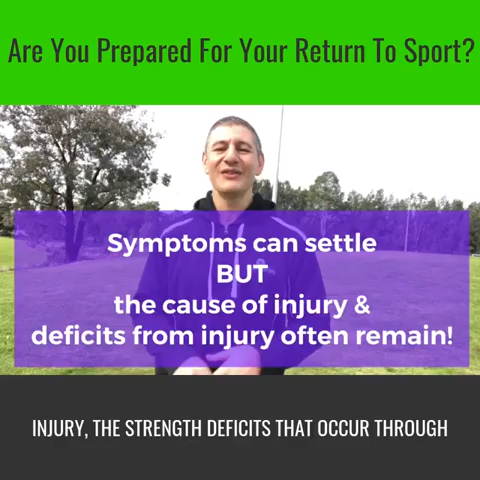 Are You Prepared For Your Return To Sport?
Symptoms can settle
BUT
the cause of injury &
deficits from injury often remain!
INJURY, THE STRENGTH DEFICITS THAT OCCUR THROUGH